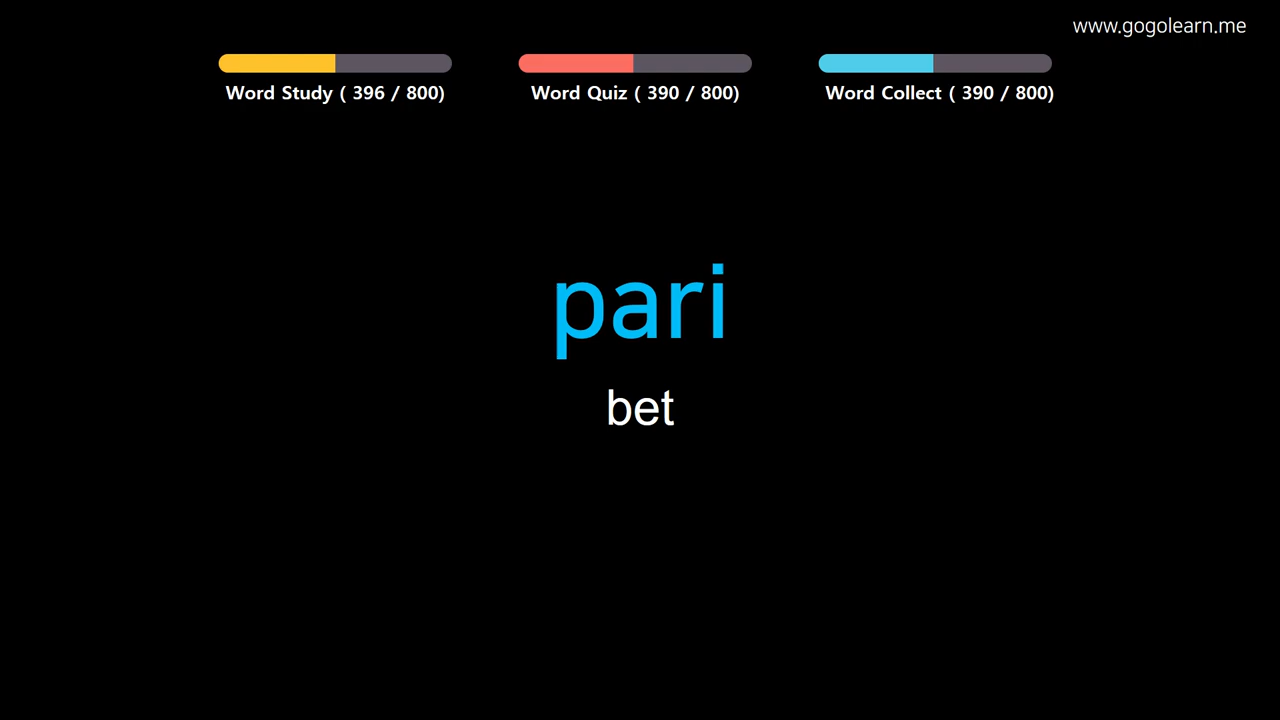 www.gogolearn.me
Word Study ( 396 / 800)
Word Quiz ( 390 / 800)
Word Collect ( 390 / 800)
pari
bet